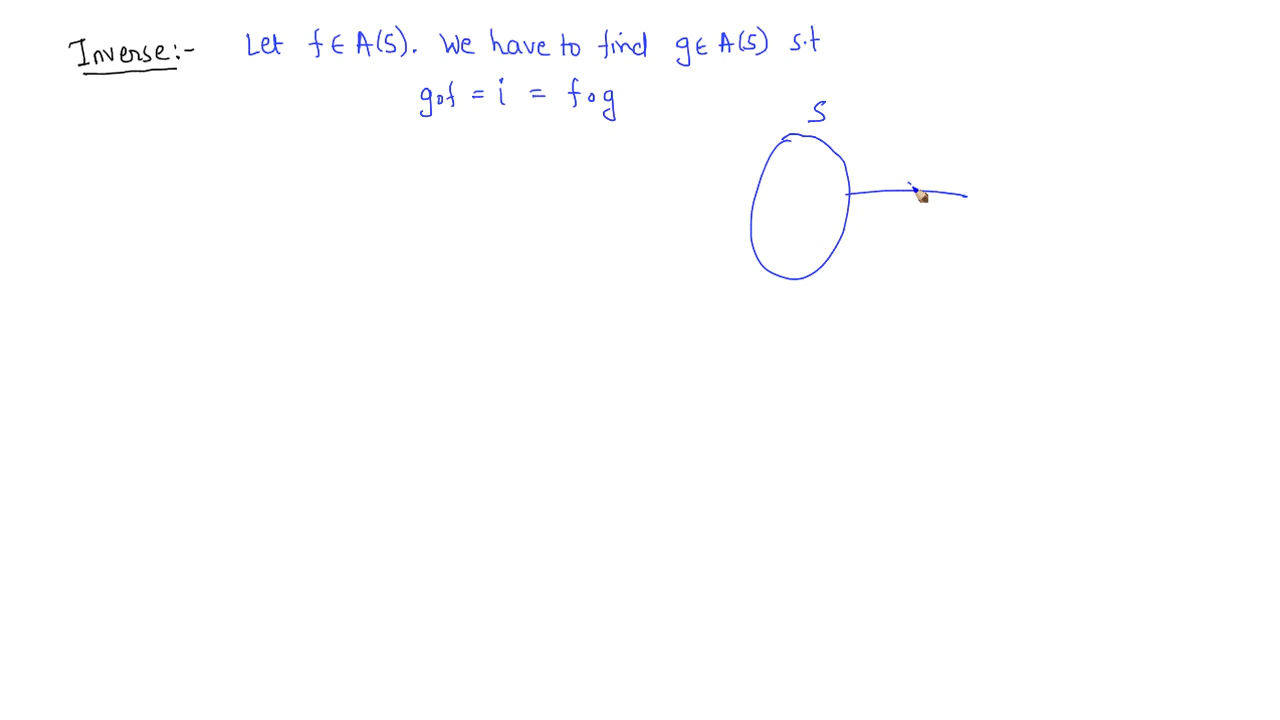 Inverse:- Let f ∈ A(S). We have to find g ∈ A(S) s.t
g∘f = i = f∘g
S